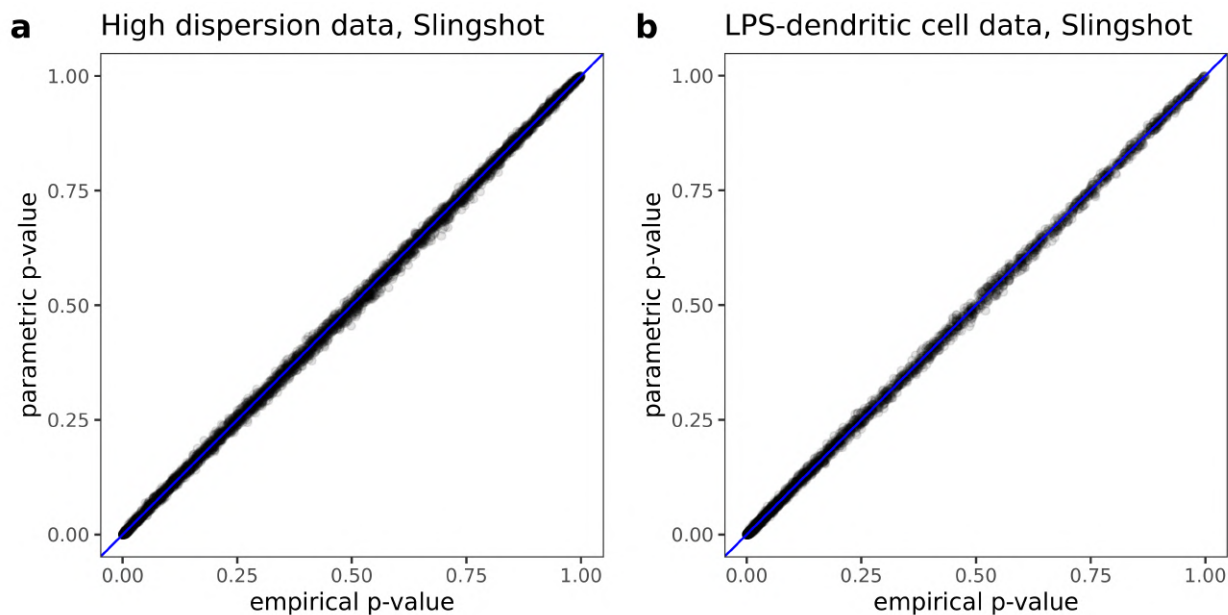 a High dispersion data, Slingshot
1.00
0.75
0.50
0.25
0.00
parametric p-value
0.00 0.25 0.50 0.75 1.00
empirical p-value
b LPS-dendritic cell data, Slingshot
1.00
0.75
0.50
0.25
0.00
parametric p-value
0.00 0.25 0.50 0.75 1.00
empirical p-value